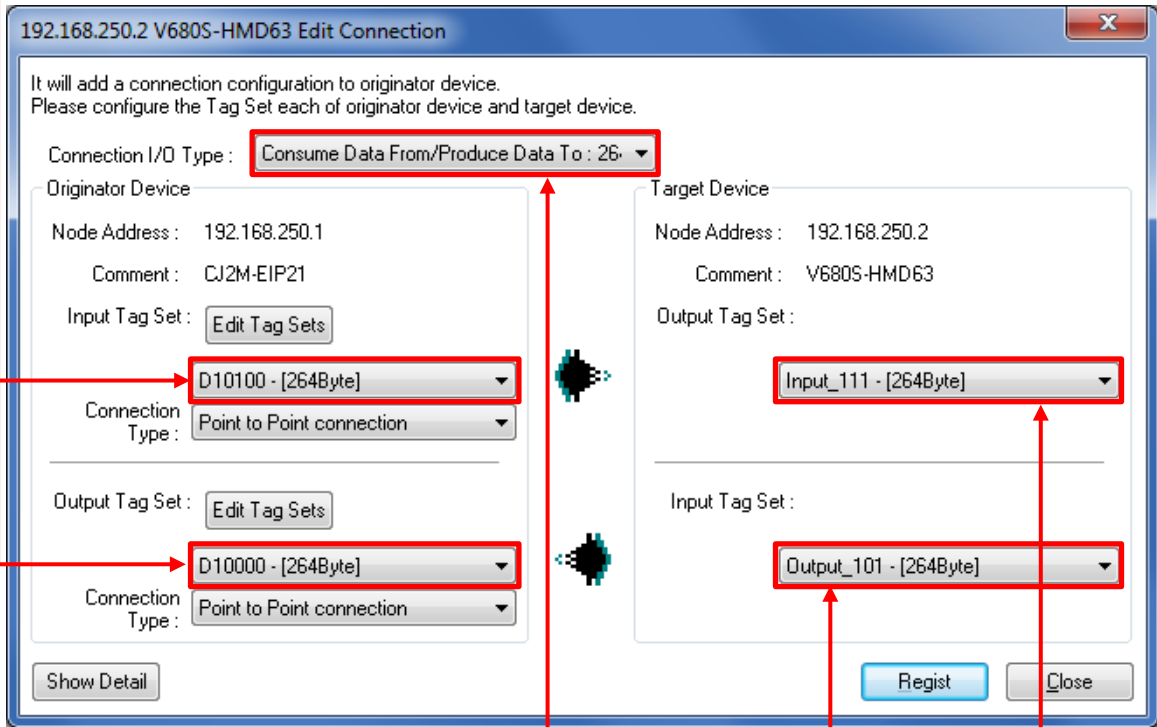 192.168.250.2 V680S-HMD63 Edit Connection
X
It will add a connection configuration to originator device.
Please configure the Tag Set each of originator device and target device.
Connection I/O Type : Consume Data From/Produce Data To : 26
Originator Device
Node Address : 192.168.250.1
Comment : CJ2M-EIP21
Input Tag Set : Edit Tag Sets
D10100 - [264Byte]
Connection
Type : Point to Point connection
Output Tag Set : Edit Tag Sets
D10000 - [264Byte]
Connection
Type : Point to Point connection
Target Device
Node Address : 192.168.250.2
Comment : V680S-HMD63
Output Tag Set :
Input_111 - [264Byte]
Input Tag Set :
Output_101 - [264Byte]
Show Detail
Regist
Close